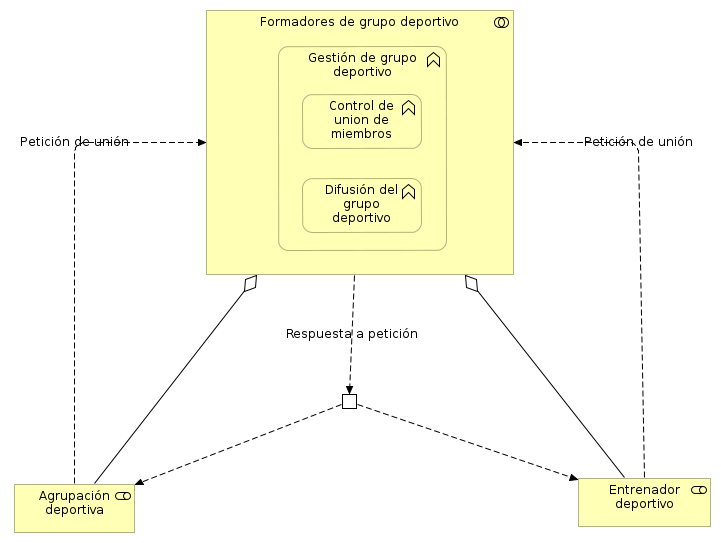 Formadores de grupo deportivo
Gestión de grupo
deportivo
Control de
union de
miembros
Petición de unión
Petición de unión
Difusión del
grupo
deportivo
Respuesta a petición
Agrupación
deportiva
Entrenador
deportivo